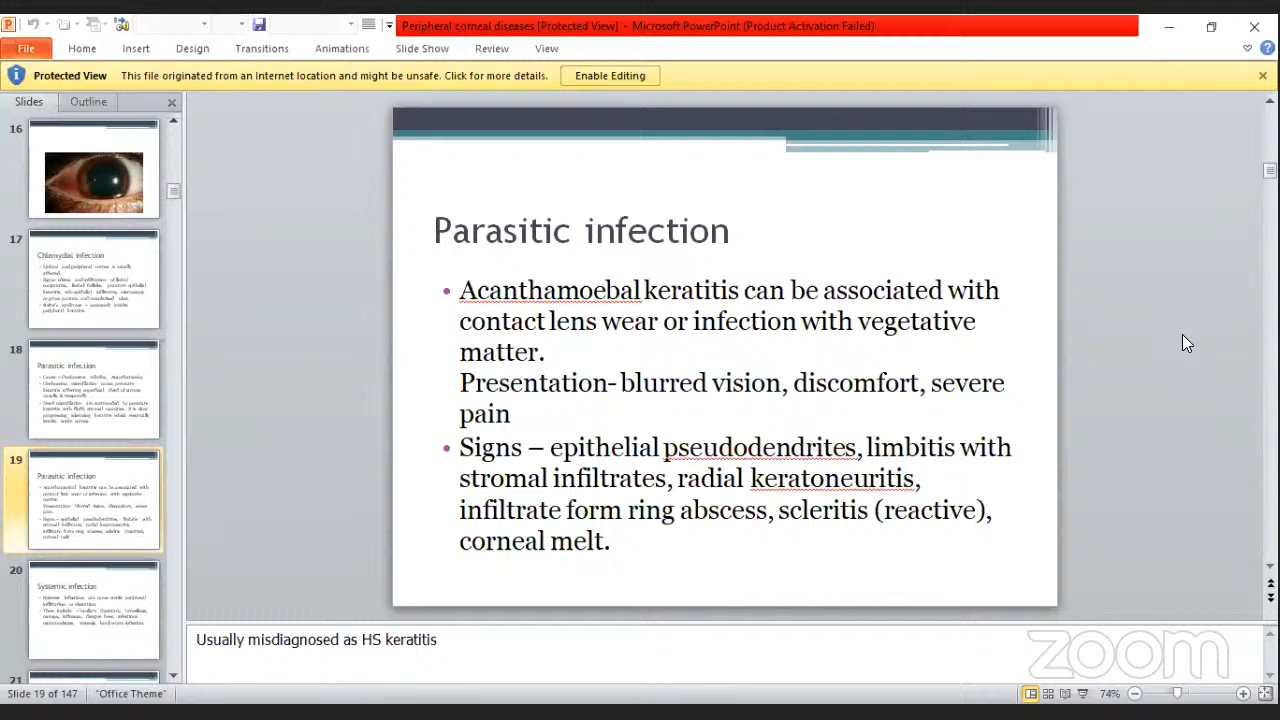 Peripheral corneal diseases [Protected View] - Microsoft PowerPoint (Product Activation Failed)
File Home Insert Design Transitions Animations Slide Show Review View
Protected View This file originated from an Internet location and might be unsafe. Click for more details. Enable Editing
Slides Outline
16
17
Chlamydial infection
18
Parasitic infection
19
Parasitic infection
20
Systemic infection
21
Parasitic infection
• Acanthamoebal keratitis can be associated with
contact lens wear or infection with vegetative
matter.
Presentation- blurred vision, discomfort, severe
pain
• Signs – epithelial pseudodendrites, limbitis with
stromal infiltrates, radial keratoneuritis,
infiltrate form ring abscess, scleritis (reactive),
corneal melt.
Usually misdiagnosed as HS keratitis
zoom
Slide 19 of 147 "Office Theme" 74%